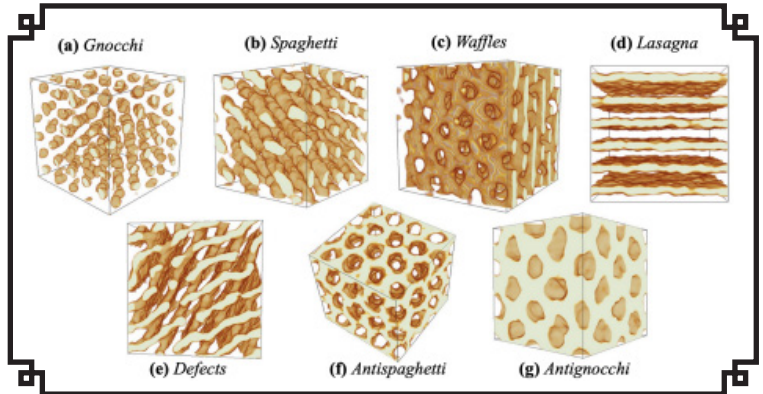 (a) Gnocchi
(b) Spaghetti
(c) Waffles
(d) Lasagna
(e) Defects
(f) Antispaghetti
(g) Antignocchi